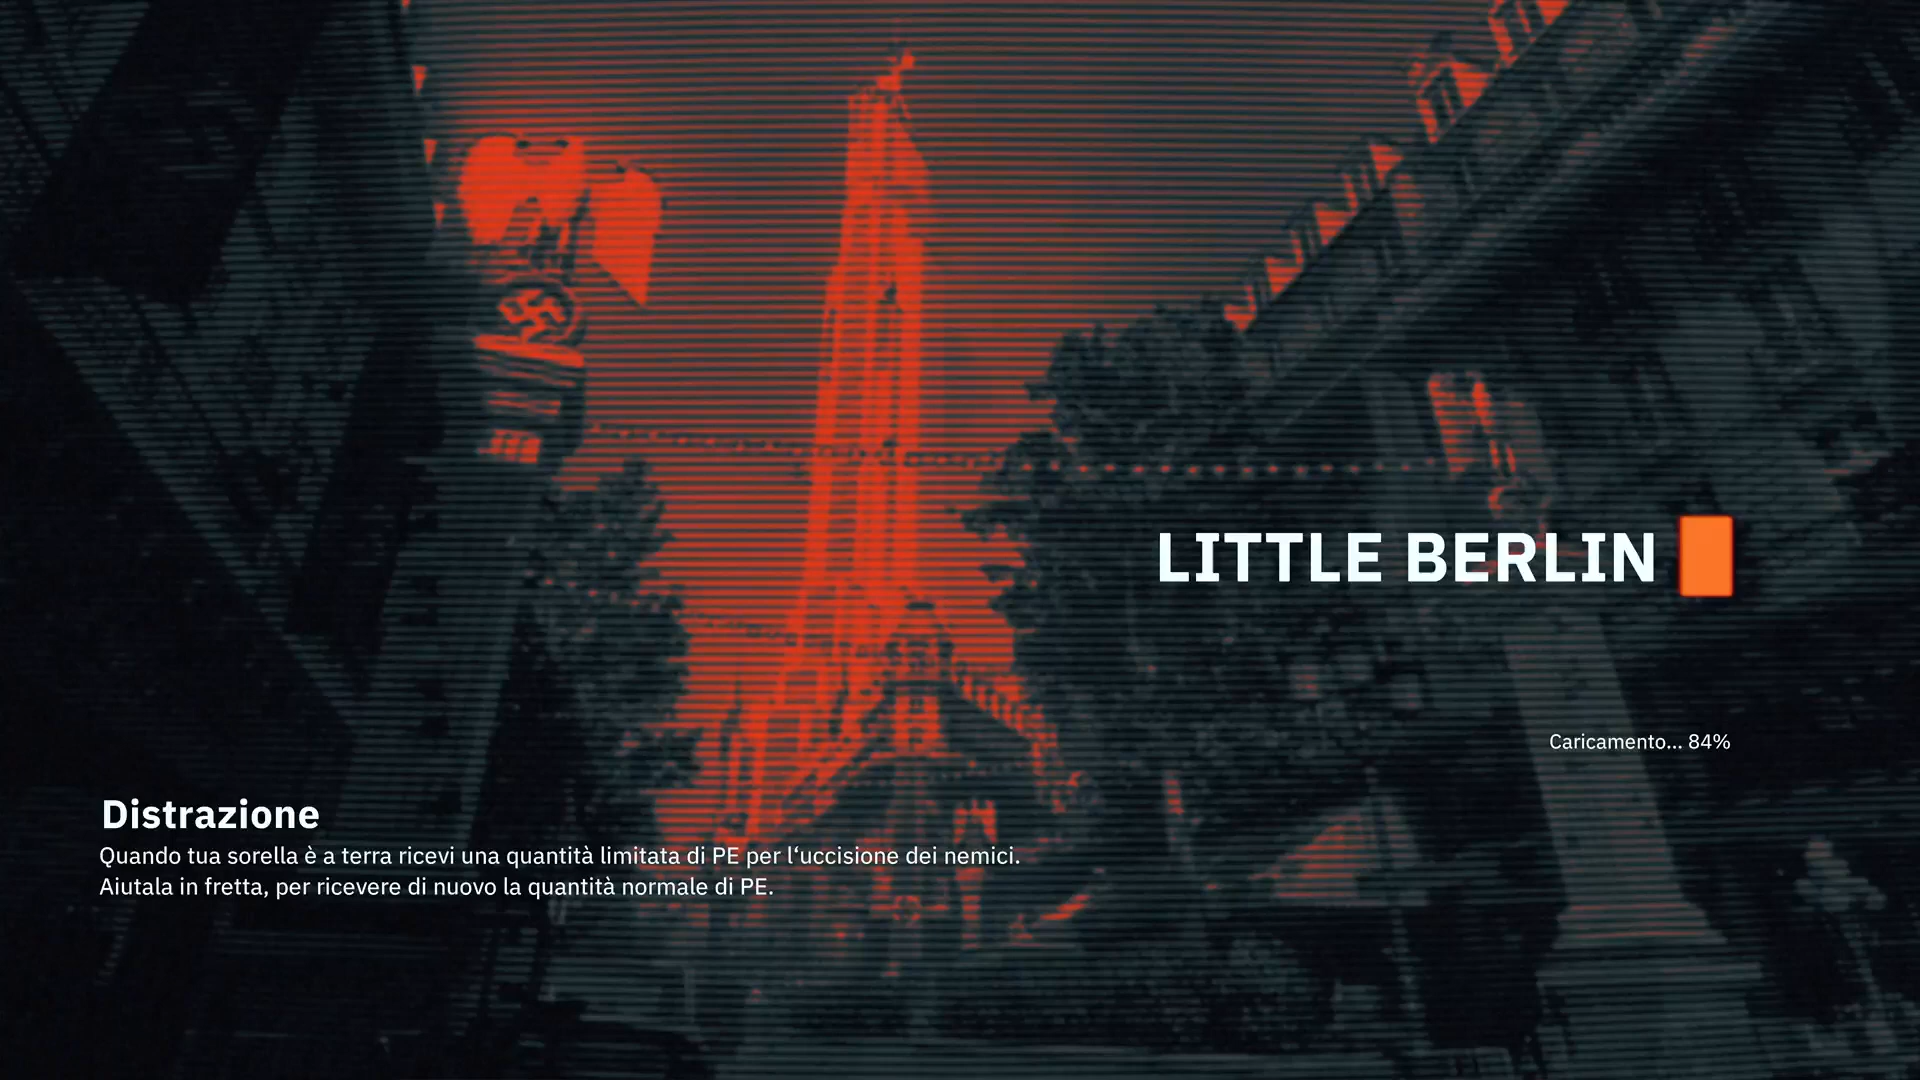 LITTLE BERLIN
Caricamento... 84%
Distrazione
Quando tua sorella è a terra ricevi una quantità limitata di PE per l‘uccisione dei nemici.
Aiutala in fretta, per ricevere di nuovo la quantità normale di PE.